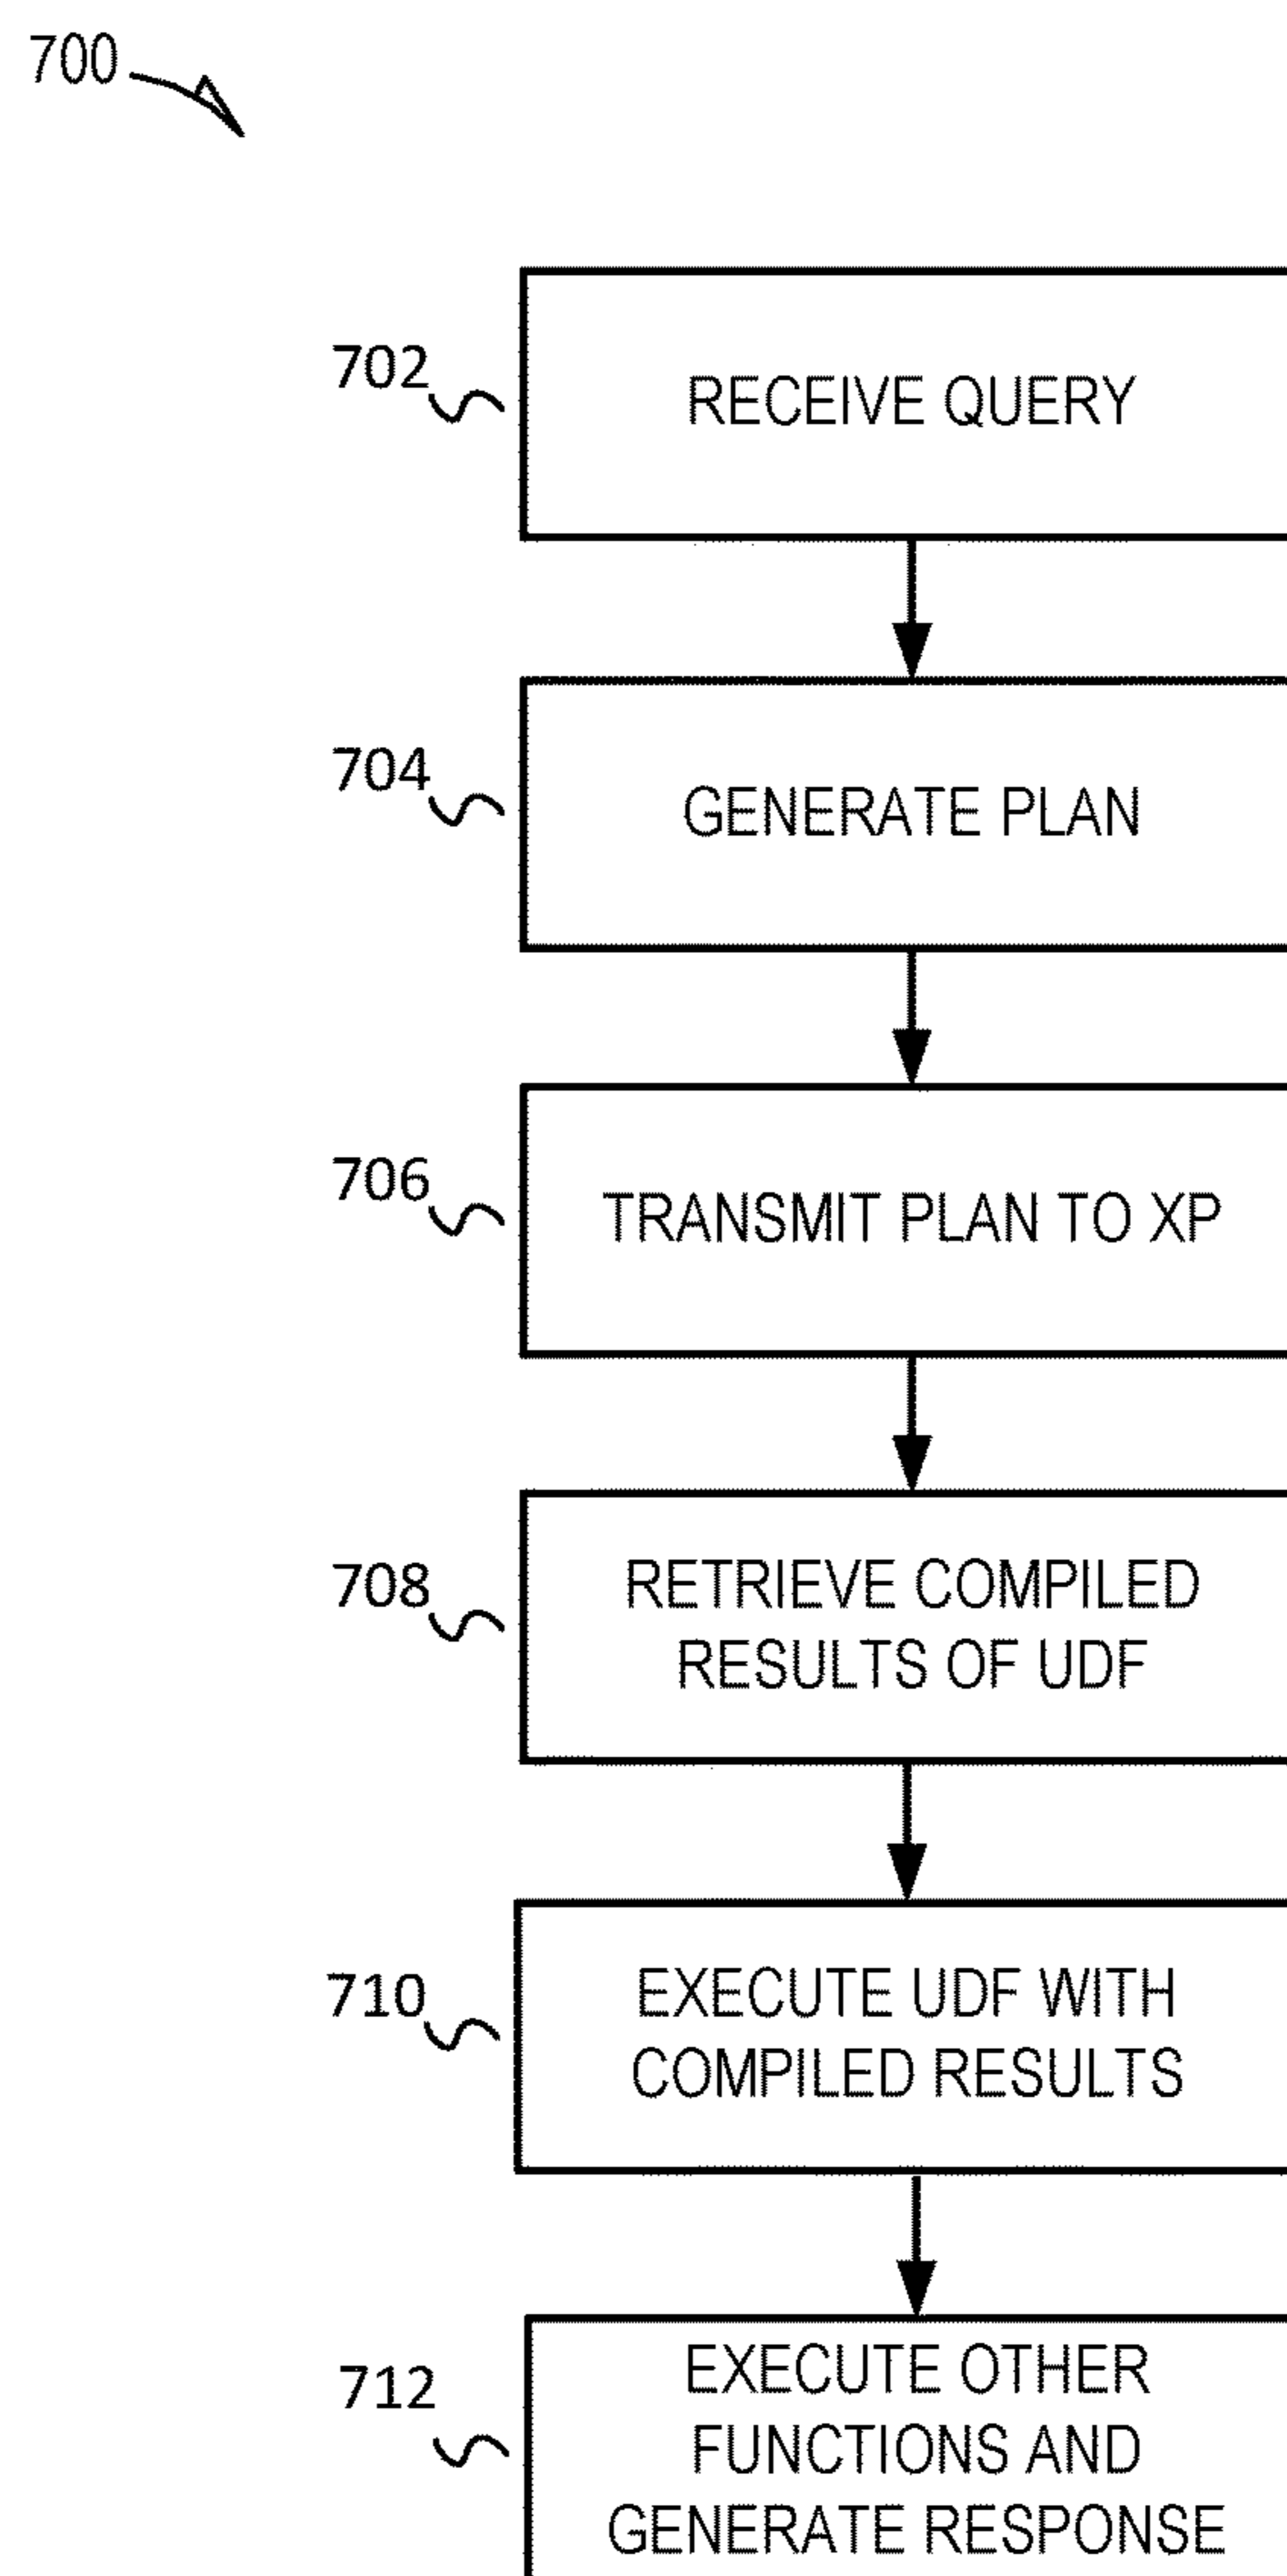 700
702
RECEIVE QUERY
704
GENERATE PLAN
706
TRANSMIT PLAN TO XP
708
RETRIEVE COMPILED
RESULTS OF UDF
710
EXECUTE UDF WITH
COMPILED RESULTS
712
EXECUTE OTHER
FUNCTIONS AND
GENERATE RESPONSE